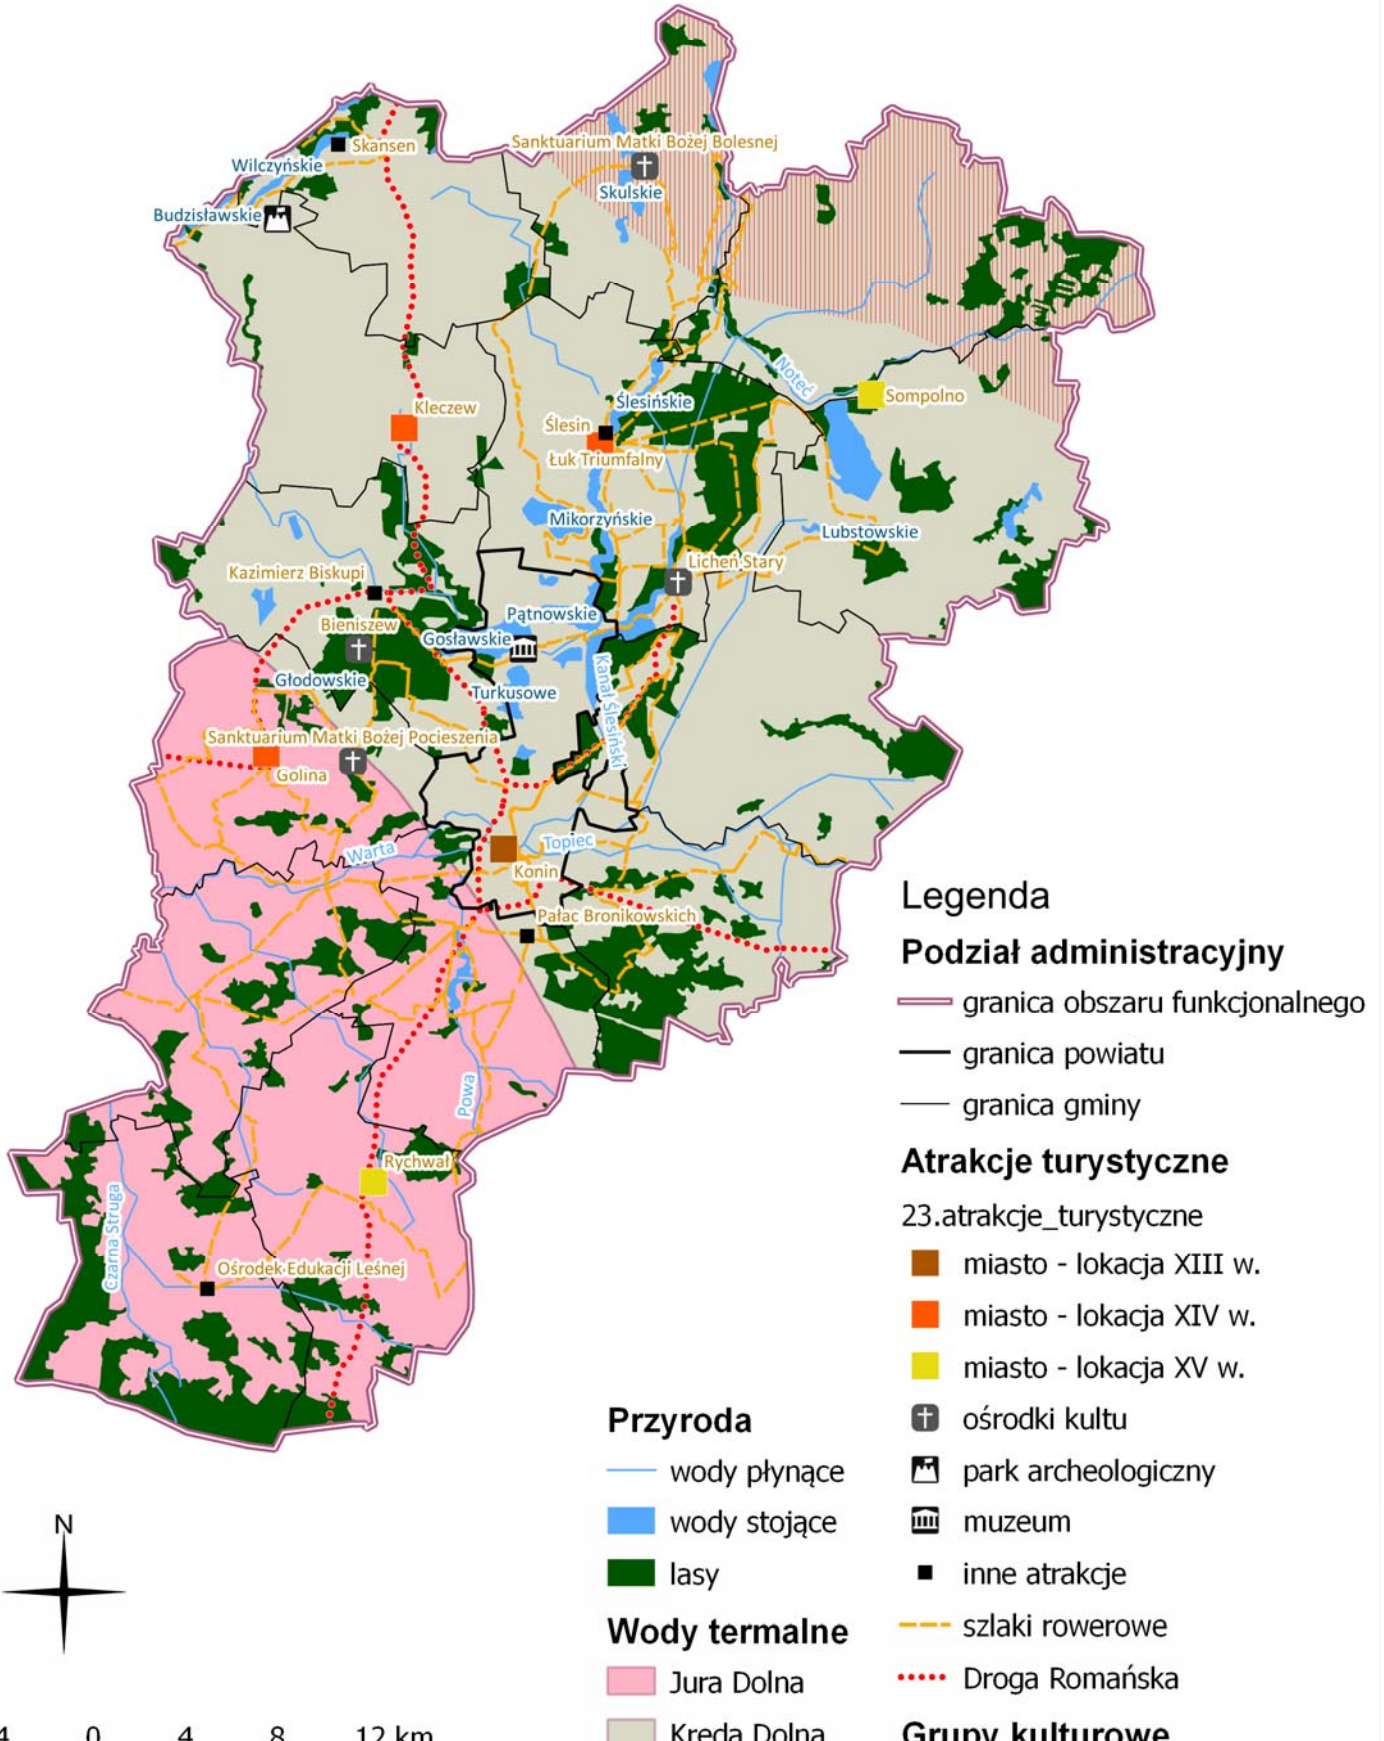 Sanktuarium Matki Bożej Bolesnej
Skansen
Wilczyńskie
Skulskie
Budzisławskie
Noteć
Sompolno
Ślesińskie
Kleczew
Ślesin
Łuk Triumfalny
Mikorzyńskie
Lubstowskie
Licheń Stary
Kazimierz Biskupi
Pątnowskie
Bieniszew
Gosławskie
Głodowskie
Turkusowe
Kanał Ślesiński
Sanktuarium Matki Bożej Pocieszenia
Golina
Warta
Topiec
Konin
Pałac Bronikowskich
Powa
Rychwał
Czarna Struga
Ośrodek Edukacji Leśnej
Legenda
Podział administracyjny
granica obszaru funkcjonalnego
granica powiatu
granica gminy
Atrakcje turystyczne
23.atrakcje_turystyczne
miasto - lokacja XIII w.
miasto - lokacja XIV w.
miasto - lokacja XV w.
ośrodki kultu
park archeologiczny
muzeum
inne atrakcje
szlaki rowerowe
Droga Romańska
Grupy kulturowe
Przyroda
wody płynące
wody stojące
lasy
Wody termalne
Jura Dolna
Kreda Dolna
N
4 0 4 8 12 km